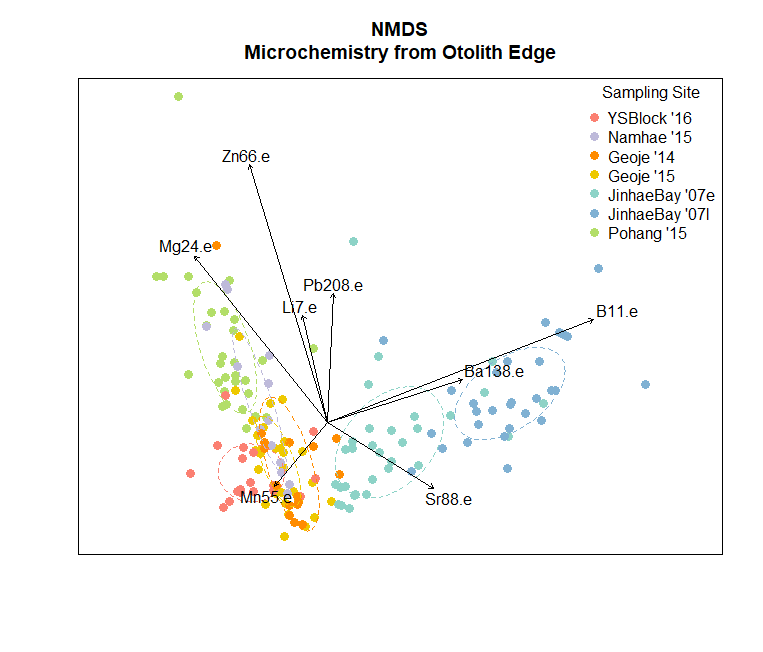 NMDS
Microchemistry from Otolith Edge
Sampling Site
YSBlock '16
Namhae '15
Geoje '14
Geoje '15
JinhaeBay '07e
JinhaeBay '07l
Pohang '15
Zn66.e
Mg24.e
Pb208.e
Li7.e
B11.e
Ba138.e
Mn55.e
Sr88.e